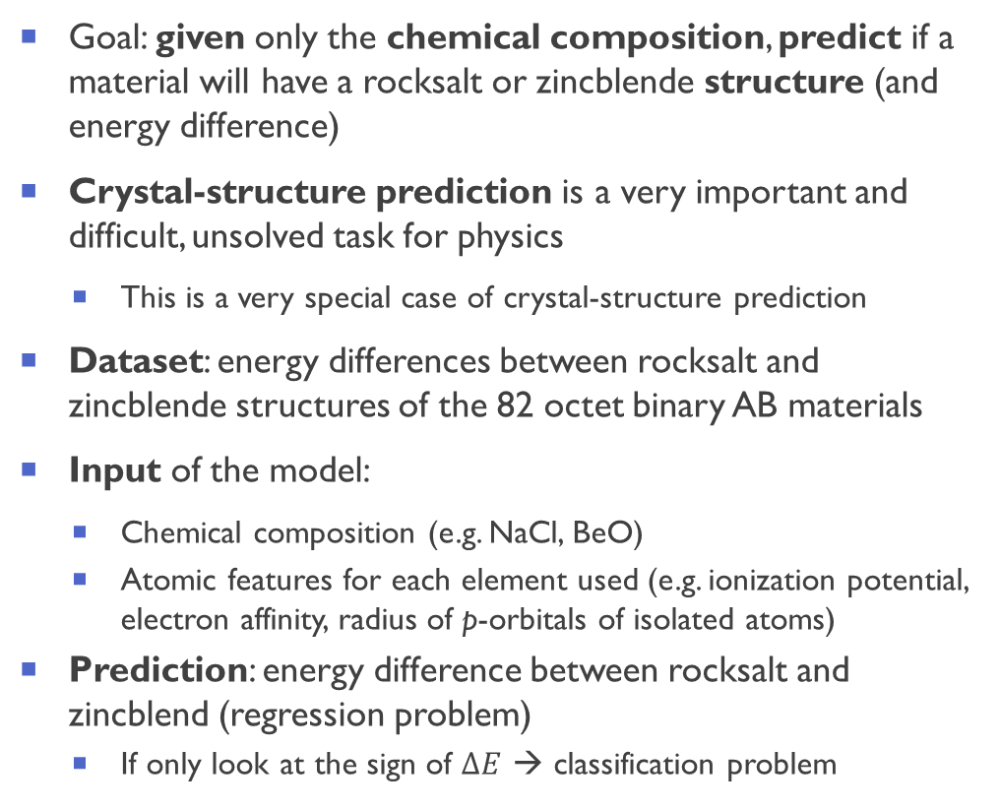 Goal: given only the chemical composition, predict if a
material will have a rocksalt or zincblende structure (and
energy difference)
Crystal-structure prediction is a very important and
difficult, unsolved task for physics
This is a very special case of crystal-structure prediction
Dataset: energy differences between rocksalt and
zincblende structures of the 82 octet binary AB materials
Input of the model:
Chemical composition (e.g. NaCl, BeO)
Atomic features for each element used (e.g. ionization potential,
electron affinity, radius of p-orbitals of isolated atoms)
Prediction: energy difference between rocksalt and
zincblend (regression problem)
If only look at the sign of ΔE → classification problem